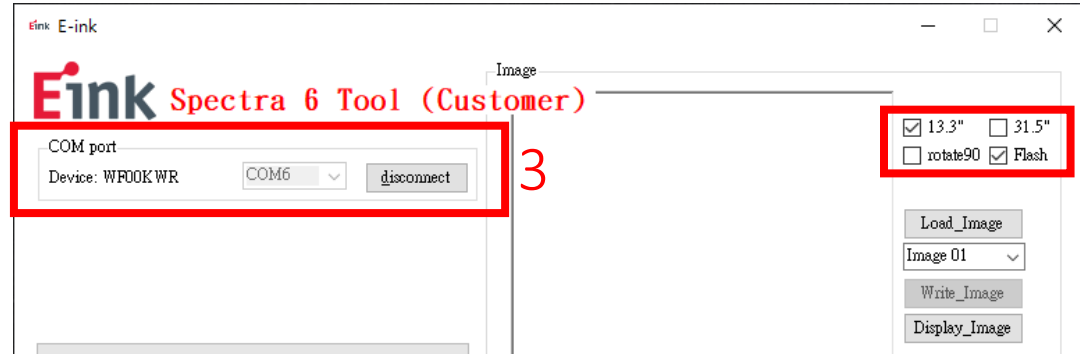 Eink E-ink
Eink Spectra 6 Tool (Customer)
Image
COM port
Device: WF00KWR COM6 disconnect
3
13.3" 31.5"
rotate90 Flash
Load_Image
Image 01
Write_Image
Display_Image